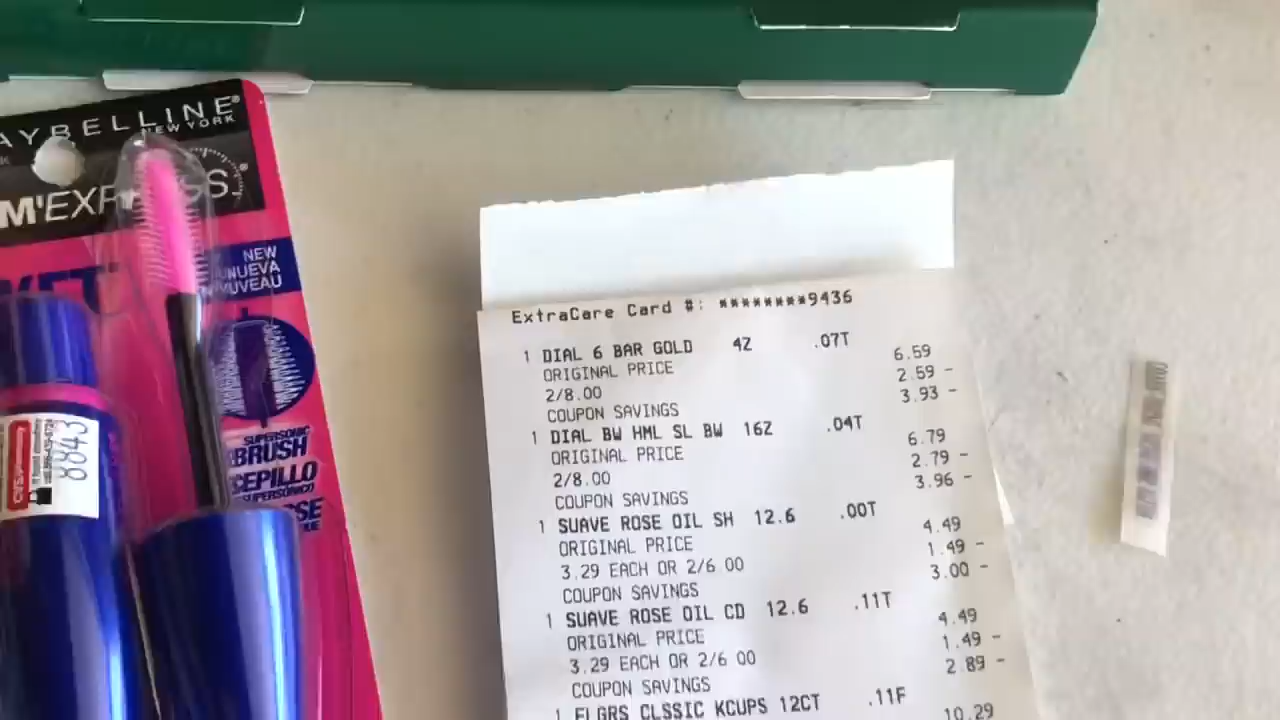 AYBELLINE®
NEW YORK
M'EXPRESS®
NEW
NUEVA
NOUVEAU
SUPERSONIC
BRUSH
CEPILLO
SUPERSONICO
8843
ExtraCare Card #: ********9436
1 DIAL 6 BAR GOLD 4Z .07T
ORIGINAL PRICE 6.59
2/8.00 2.59 -
COUPON SAVINGS 3.93 -
1 DIAL BW HML SL BW 16Z .04T
ORIGINAL PRICE 6.79
2/8.00 2.79 -
COUPON SAVINGS 3.96 -
1 SUAVE ROSE OIL SH 12.6 .00T
ORIGINAL PRICE 4.49
3.29 EACH OR 2/6.00 1.49 -
COUPON SAVINGS 3.00 -
1 SUAVE ROSE OIL CD 12.6 .11T
ORIGINAL PRICE 4.49
3.29 EACH OR 2/6 00 1.49 -
COUPON SAVINGS 2.89 -
1 FLGRS CLSSIC KCUPS 12CT .11F
10.29